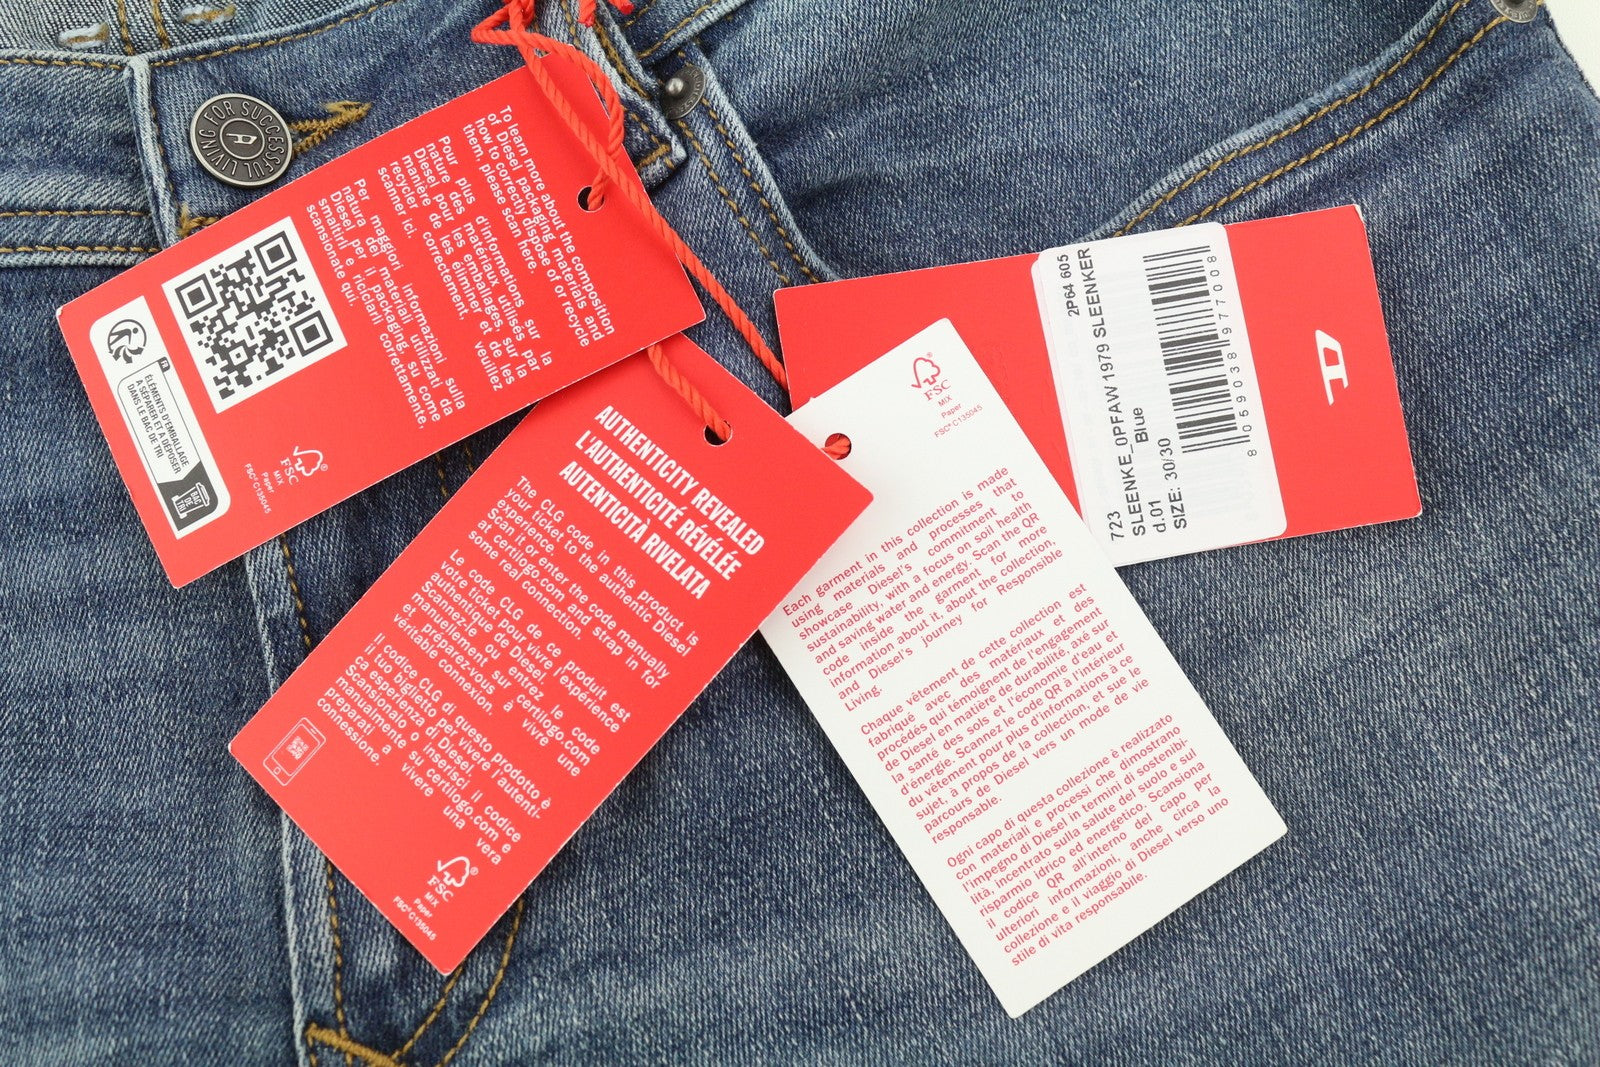 FOR SUCCESSFUL LIVING
To learn more about the composition
of Diesel packaging materials and
how to correctly dispose of or recycle
them, please scan here.
Pour plus d'informations sur la
nature des matériaux utilisés par
Diesel pour les emballages, sur la
manière de les éliminer et de les
recycler correctement, veuillez
scanner ici.
Per maggiori informazioni sulla
natura dei materiali utilizzati da
Diesel per il packaging, su come
smaltirli e riciclarli correttamente,
scansionate qui.
FR
ÉLÉMENTS D'EMBALLAGE
À SÉPARER ET À DÉPOSER
DANS LE BAC DE TRI
BAC
DE
TRI
FSC®
MIX
Paper
FSC® C135045
AUTHENTICITY REVEALED
L'AUTHENTICITÉ RÉVÉLÉE
AUTENTICITÀ RIVELATA
The CLG code in this product is
your ticket to the authentic Diesel
experience.
Scan it or enter the code manually
at certilogo.com and strap in for
some real connection.
Le code CLG de ce produit est
votre ticket pour vivre l'expérience
authentique de Diesel.
Scannez-le ou entrez le code
manuellement sur certilogo.com
et préparez-vous à vivre une
véritable connexion.
Il codice CLG di questo prodotto è
il tuo biglietto per vivere l'autenti-
ca esperienza di Diesel.
Scansionalo o inserisci il codice
manualmente su certilogo.com e
preparati a vivere una vera
connessione.
FSC®
MIX
Paper
FSC® C135045
FSC®
MIX
Paper
FSC® C135045
Each garment in this collection is made
using materials and processes that
showcase Diesel's commitment to
sustainability, with a focus on soil health
and saving water and energy. Scan the QR
code inside the garment for more
information about it, about the collection,
and Diesel's journey for Responsible
Living.
Chaque vêtement de cette collection est
fabriqué avec des matériaux et des
procédés qui témoignent de l'engagement
de Diesel en matière de durabilité, axé sur
la santé des sols et l'économie d'eau et
d'énergie. Scannez le code QR à l'intérieur
du vêtement pour plus d'informations à ce
sujet, à propos de la collection, et sur le
parcours de Diesel vers un mode de vie
responsable.
Ogni capo di questa collezione è realizzato
con materiali e processi che dimostrano
l'impegno di Diesel in termini di sostenibi-
lità, incentrato sulla salute del suolo e sul
risparmio idrico ed energetico. Scansiona
il codice QR all'interno del capo per
ulteriori informazioni, anche circa la
collezione e il viaggio di Diesel verso uno
stile di vita responsabile.
723 2P64 605
SLEENKE_0PFAW 1979 SLEENKER
Blue
d.01
SIZE: 30/30
8 059038 977008
D